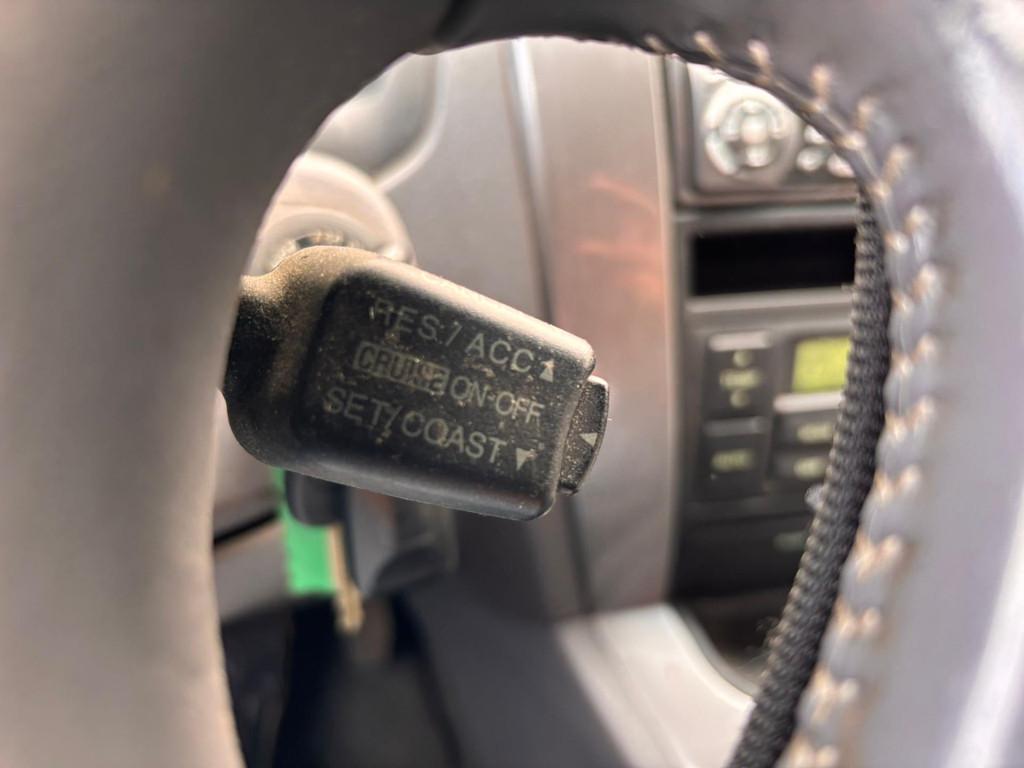 RES./ACC▲
CRUISE ON-OFF
SET/COAST▼